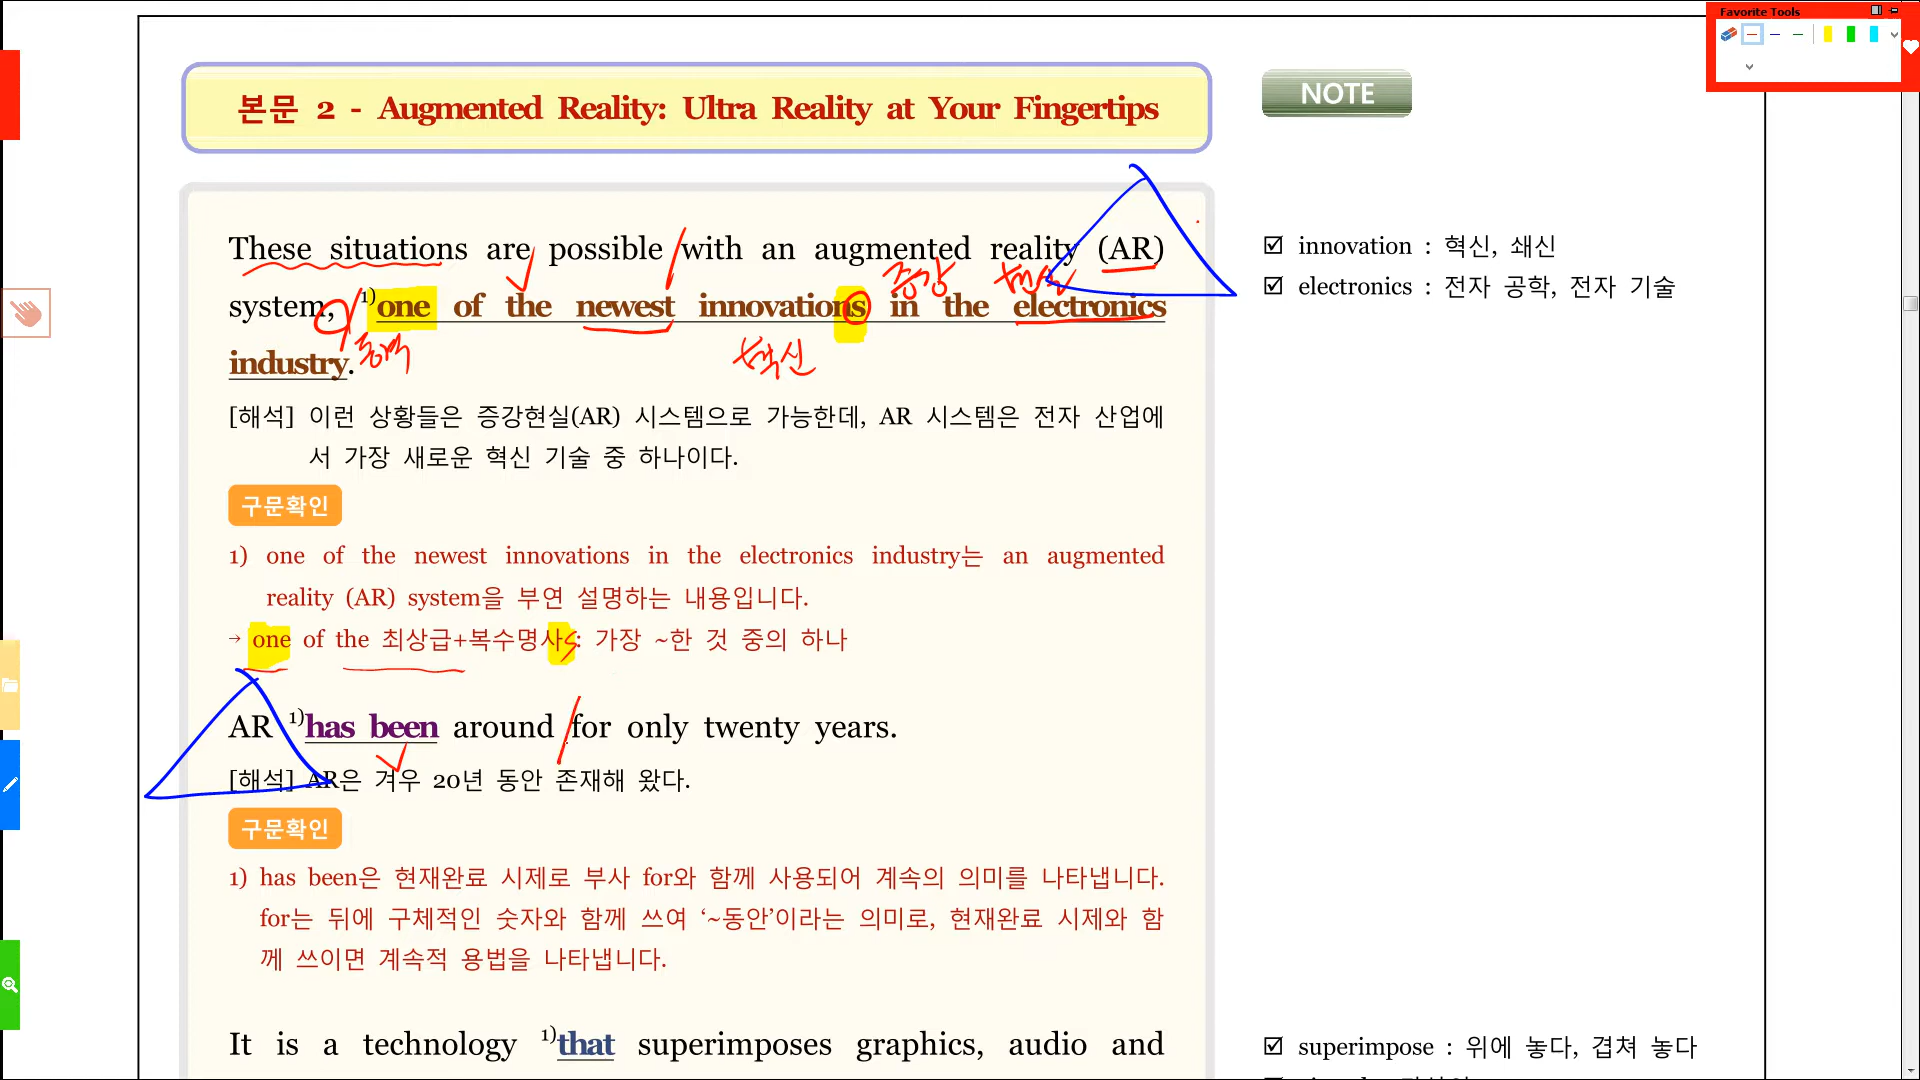 Favorite Tools
본문 2 - Augmented Reality: Ultra Reality at Your Fingertips
NOTE
These situations are possible with an augmented reality (AR)
system, 1)one of the newest innovations in the electronics
industry.
동격
혁신
증강
현실
[해석] 이런 상황들은 증강현실(AR) 시스템으로 가능한데, AR 시스템은 전자 산업에
서 가장 새로운 혁신 기술 중 하나이다.
구문확인
1) one of the newest innovations in the electronics industry는 an augmented
reality (AR) system을 부연 설명하는 내용입니다.
→ one of the 최상급+복수명사s: 가장 ~한 것 중의 하나
AR 1)has been around for only twenty years.
[해석] AR은 겨우 20년 동안 존재해 왔다.
구문확인
1) has been은 현재완료 시제로 부사 for와 함께 사용되어 계속의 의미를 나타냅니다.
for는 뒤에 구체적인 숫자와 함께 쓰여 ‘~동안’이라는 의미로, 현재완료 시제와 함
께 쓰이면 계속적 용법을 나타냅니다.
It is a technology 1)that superimposes graphics, audio and
☑ innovation : 혁신, 쇄신
☑ electronics : 전자 공학, 전자 기술
☑ superimpose : 위에 놓다, 겹쳐 놓다